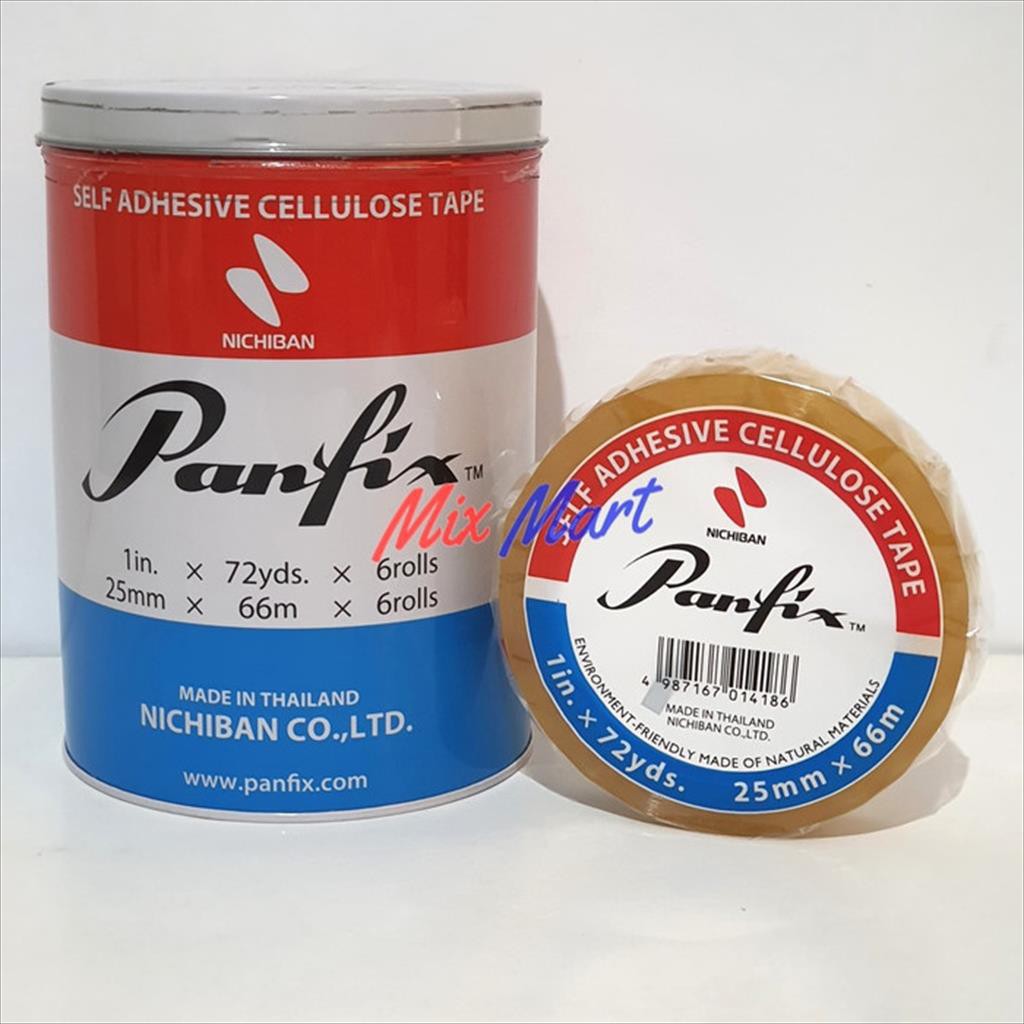 SELF ADHESIVE CELLULOSE TAPE
NICHIBAN
Panfix™
1in. × 72yds. × 6rolls
25mm × 66m × 6rolls
MADE IN THAILAND
NICHIBAN CO.,LTD.
www.panfix.com
Mix Mart
SELF ADHESIVE CELLULOSE TAPE
NICHIBAN
Panfix™
4 987167 014186
MADE IN THAILAND
NICHIBAN CO.,LTD.
ENVIRONMENT-FRIENDLY MADE OF NATURAL MATERIALS
1in. × 72yds. 25mm × 66m